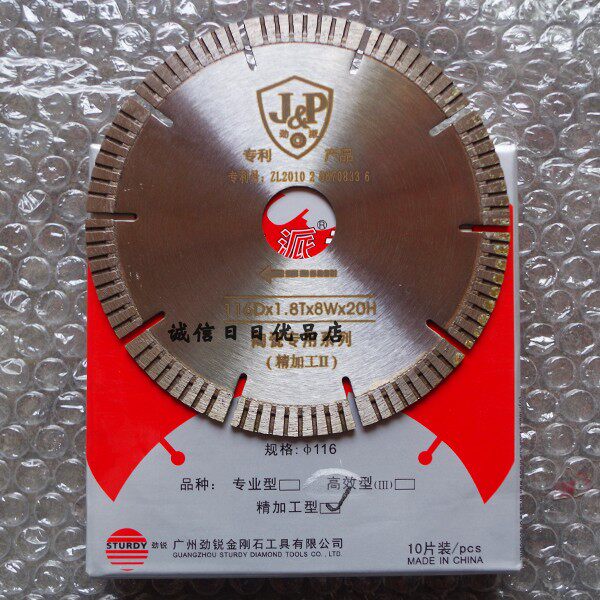 J&P
劲派
专利 产品
专利号: ZL2010 2
派®
116Dx1.8Tx8Wx20H
诚信日日优品店
(精加工II)
规格: ф116
品种: 专业型 高效型(III)
精加工型
STURDY 劲锐
广州劲锐金刚石工具有限公司
GUANGZHOU STURDY DIAMOND TOOLS CO., LTD.
10片装/pcs
MADE IN CHINA